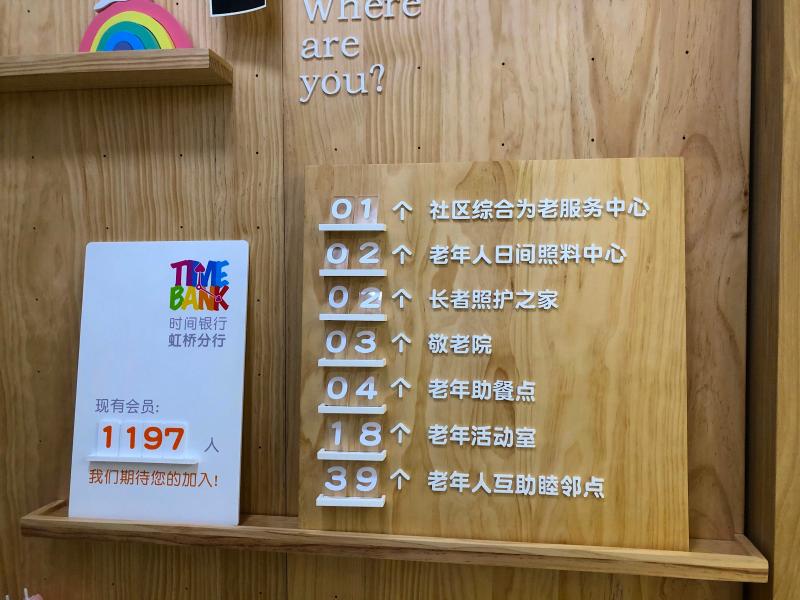 where
are
you?
01 个 社区综合为老服务中心
02 个 老年人日间照料中心
02 个 长者照护之家
03 个 敬老院
04 个 老年助餐点
18 个 老年活动室
39 个 老年人互助睦邻点
TIME
BANK
时间银行
虹桥分行
现有会员:
1197 人
我们期待您的加入!